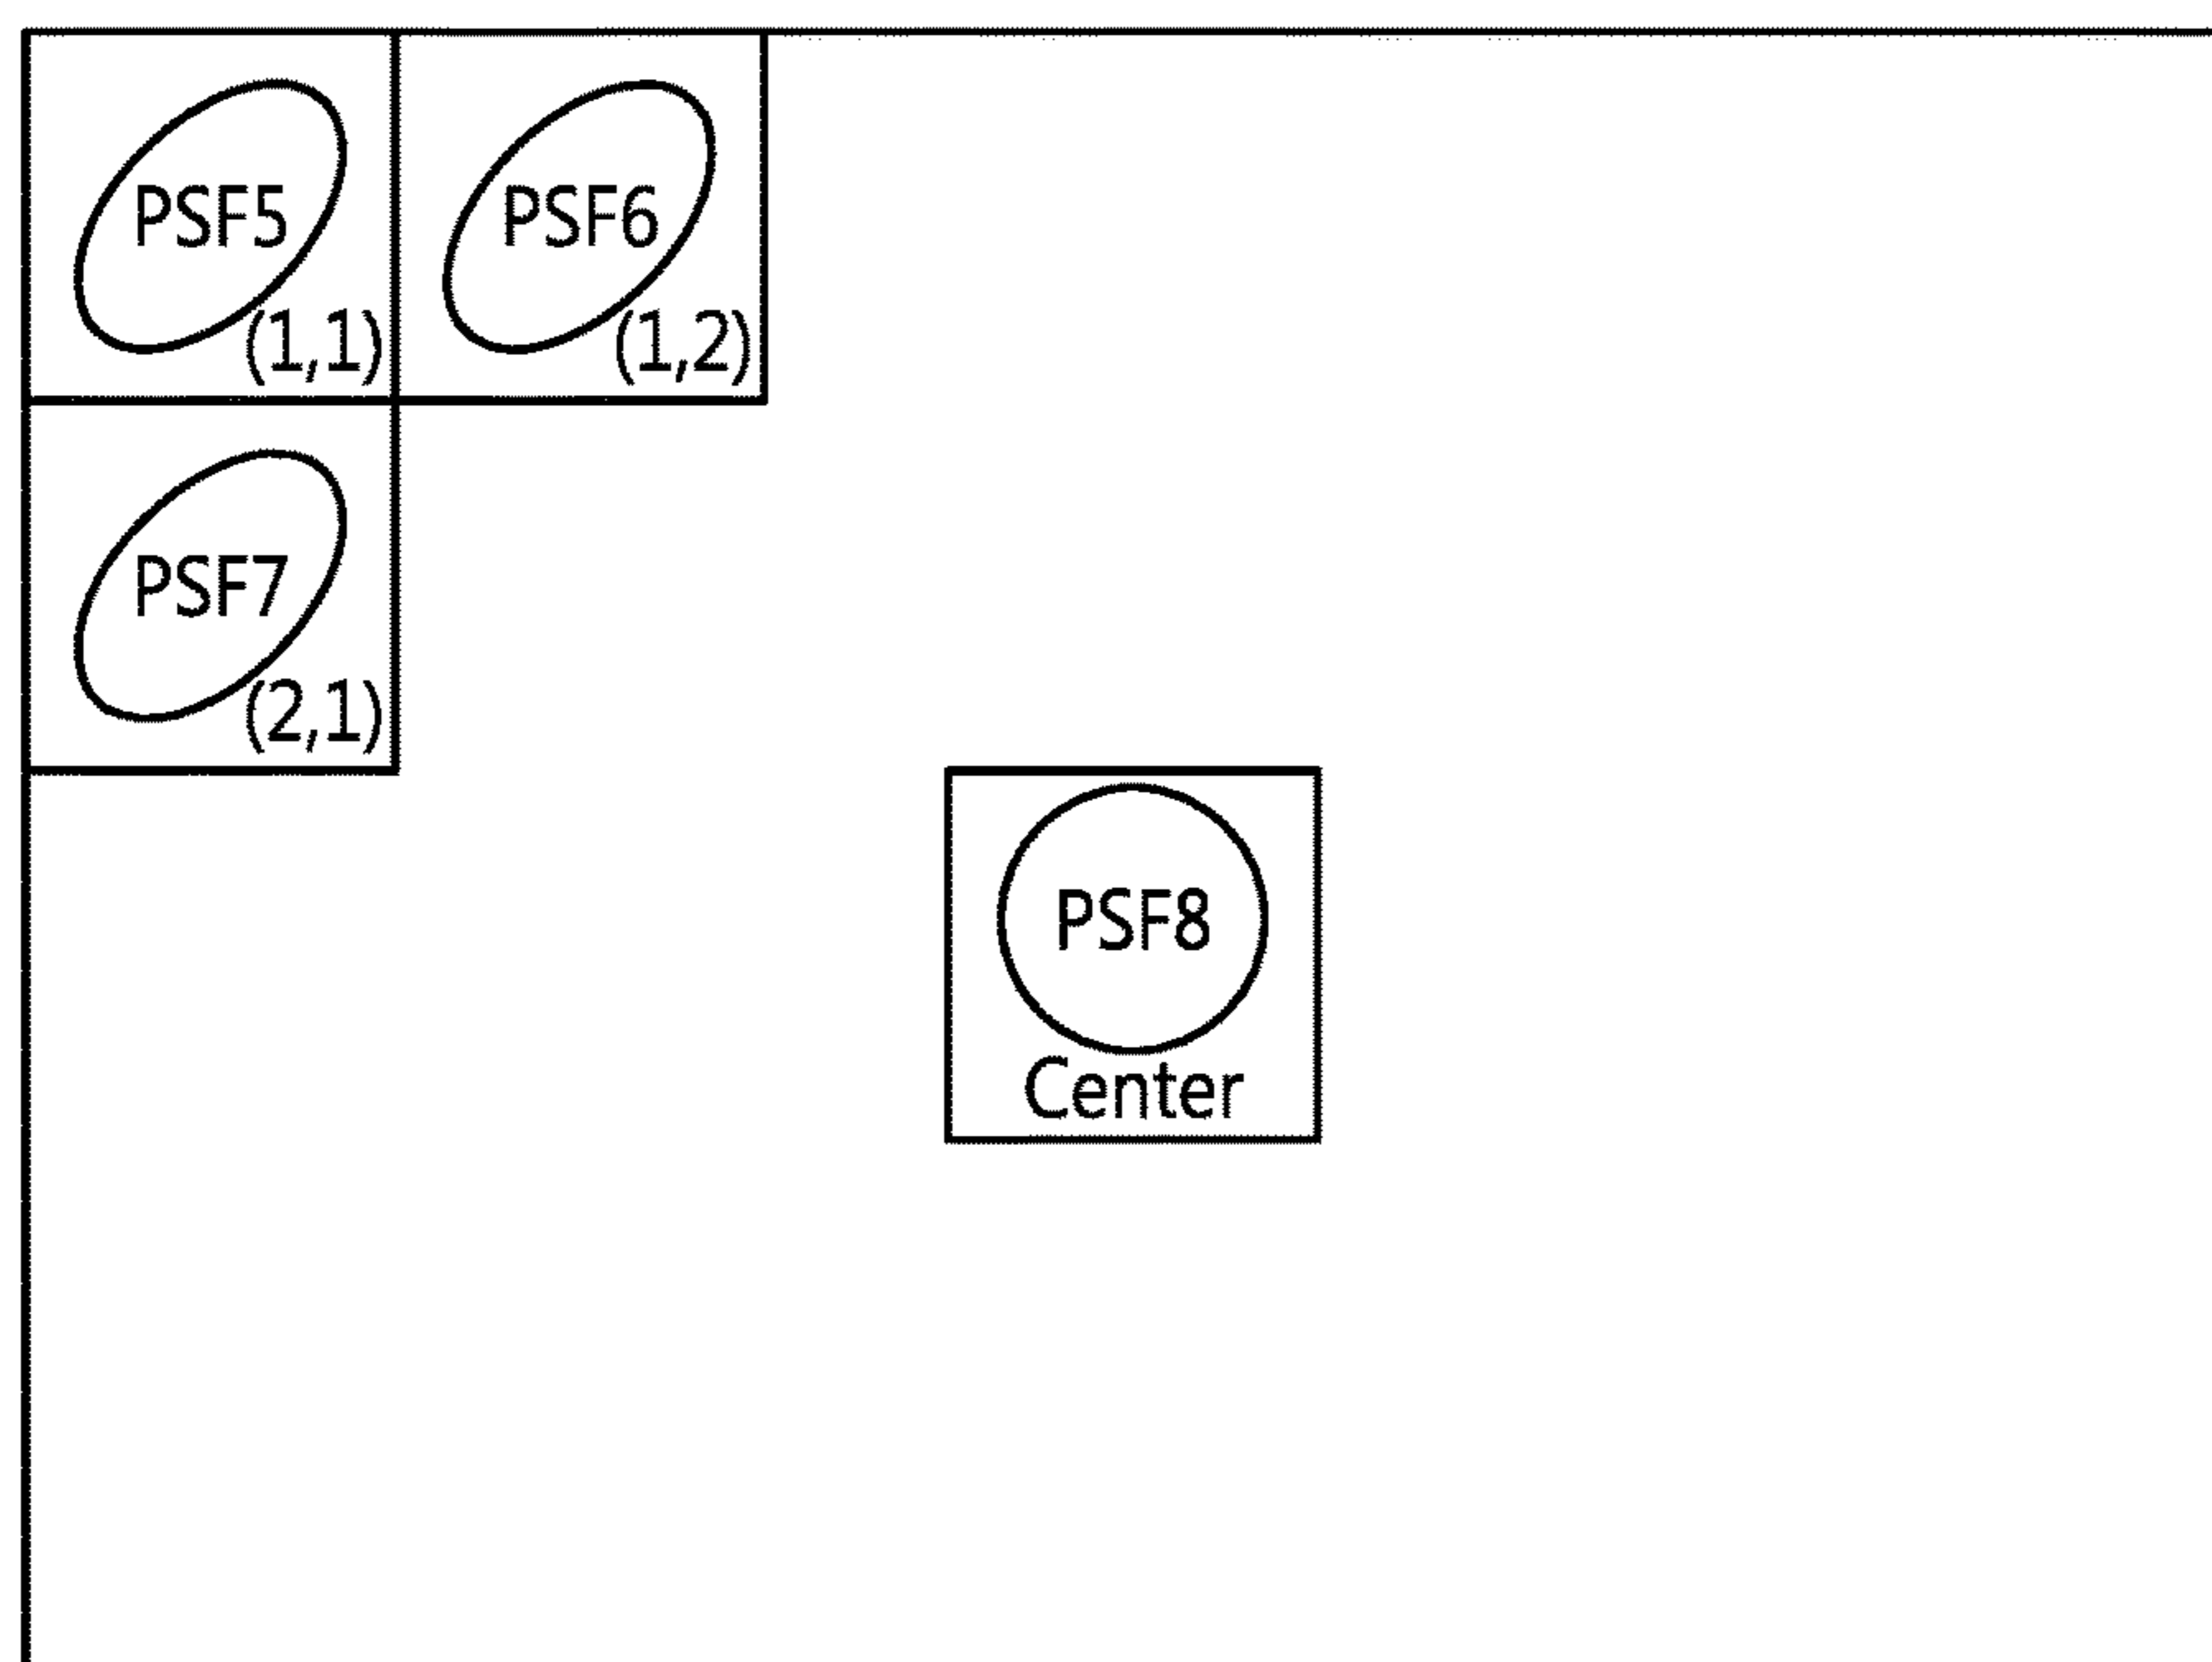 PSF5
(1,1)
PSF6
(1,2)
PSF7
(2,1)
PSF8
Center